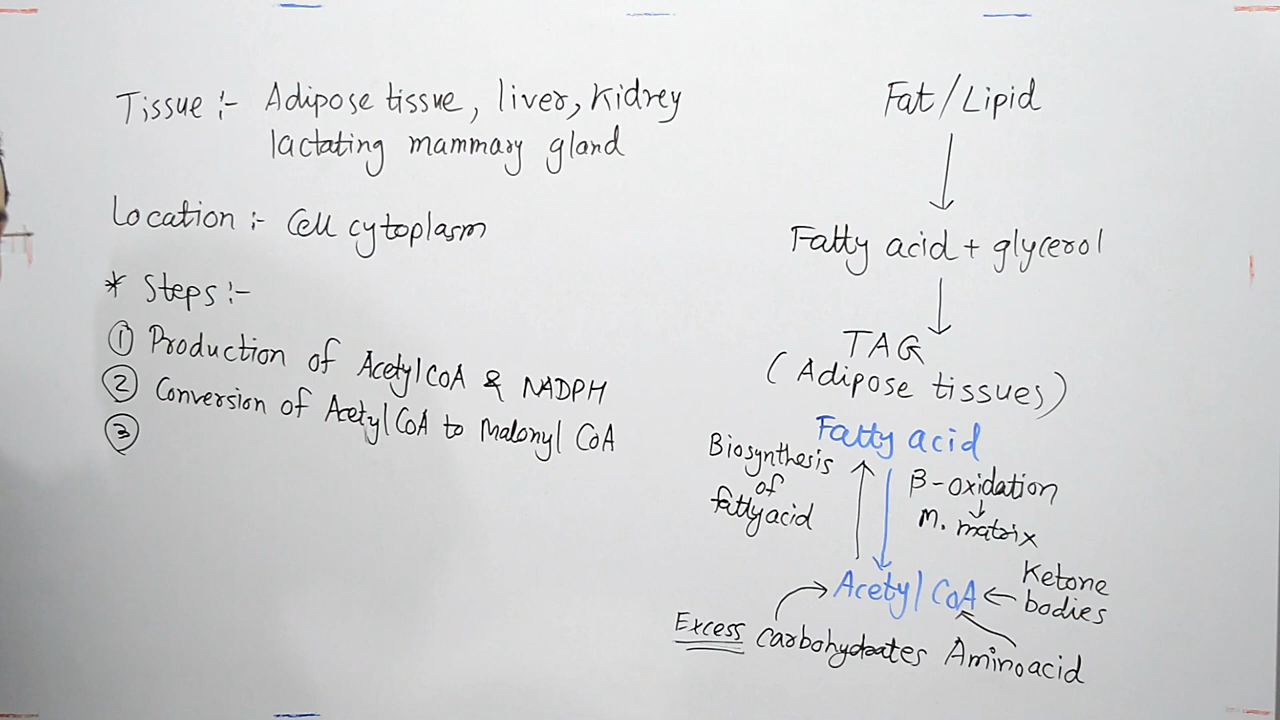 Tissue :- Adipose tissue, liver, Kidney
lactating mammary gland
Location :- Cell cytoplasm
* Steps :-
① Production of Acetyl CoA & NADPH
② Conversion of Acetyl CoA to Malonyl CoA
③
Fat/Lipid
Fatty acid + glycerol
TAG
(Adipose tissues)
Fatty acid
Biosynthesis
of
fatty acid
β-oxidation
M. matrix
Acetyl CoA
Ketone
bodies
Excess carbohydrates Aminoacid